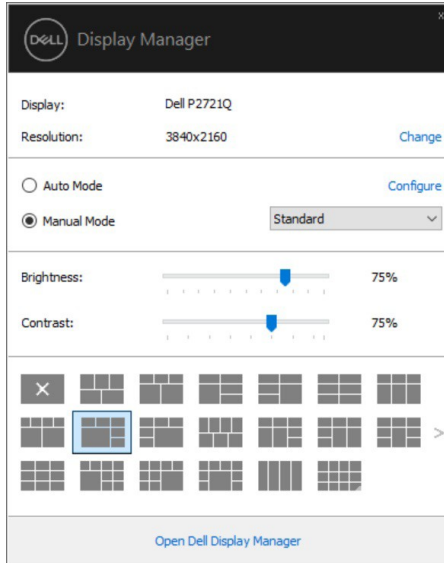 DELL Display Manager
Display: Dell P2721Q
Resolution: 3840x2160 Change
Auto Mode Configure
Manual Mode Standard
Brightness: 75%
Contrast: 75%
Open Dell Display Manager